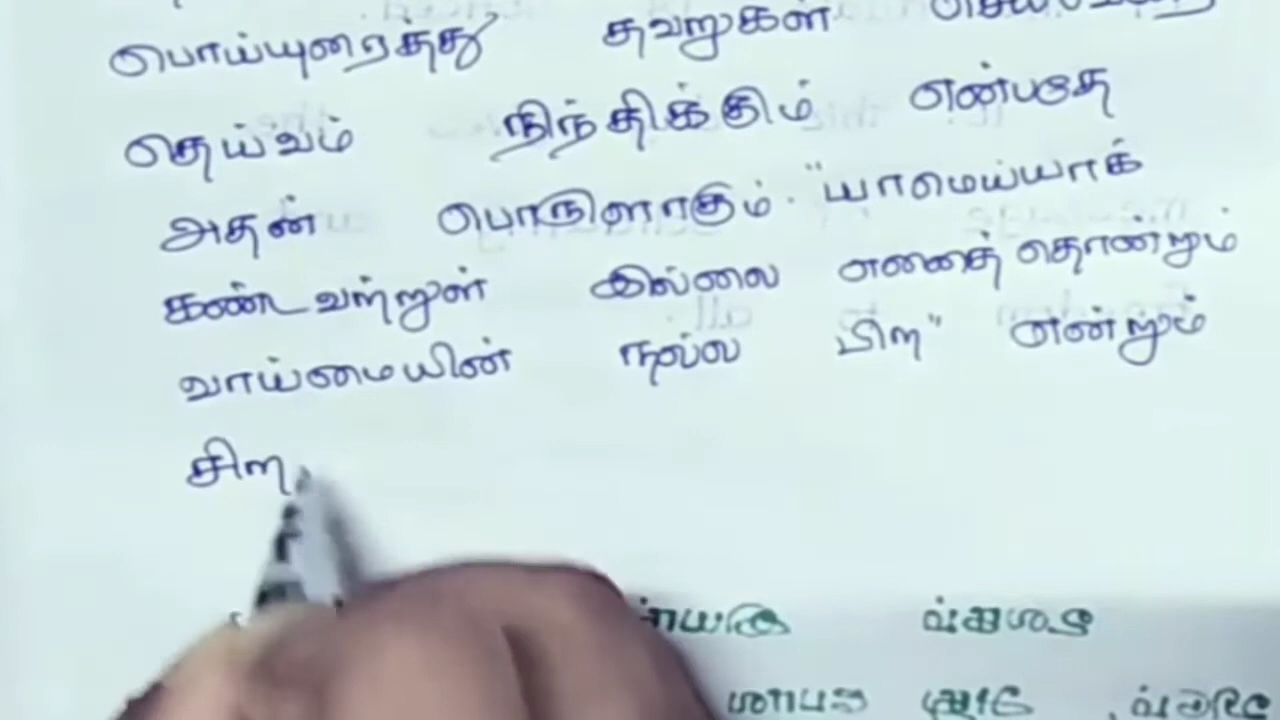 பொய்யுரைத்து தவறுகள்
தெய்வம் நிந்திக்கும் என்பதே
அதன் பொருளாகும். "யாமெய்யாக்
கண்டவற்றுள் இல்லை எனைத்தொன்றும்
வாய்மையின் நல்ல பிற" என்றும்
சிற